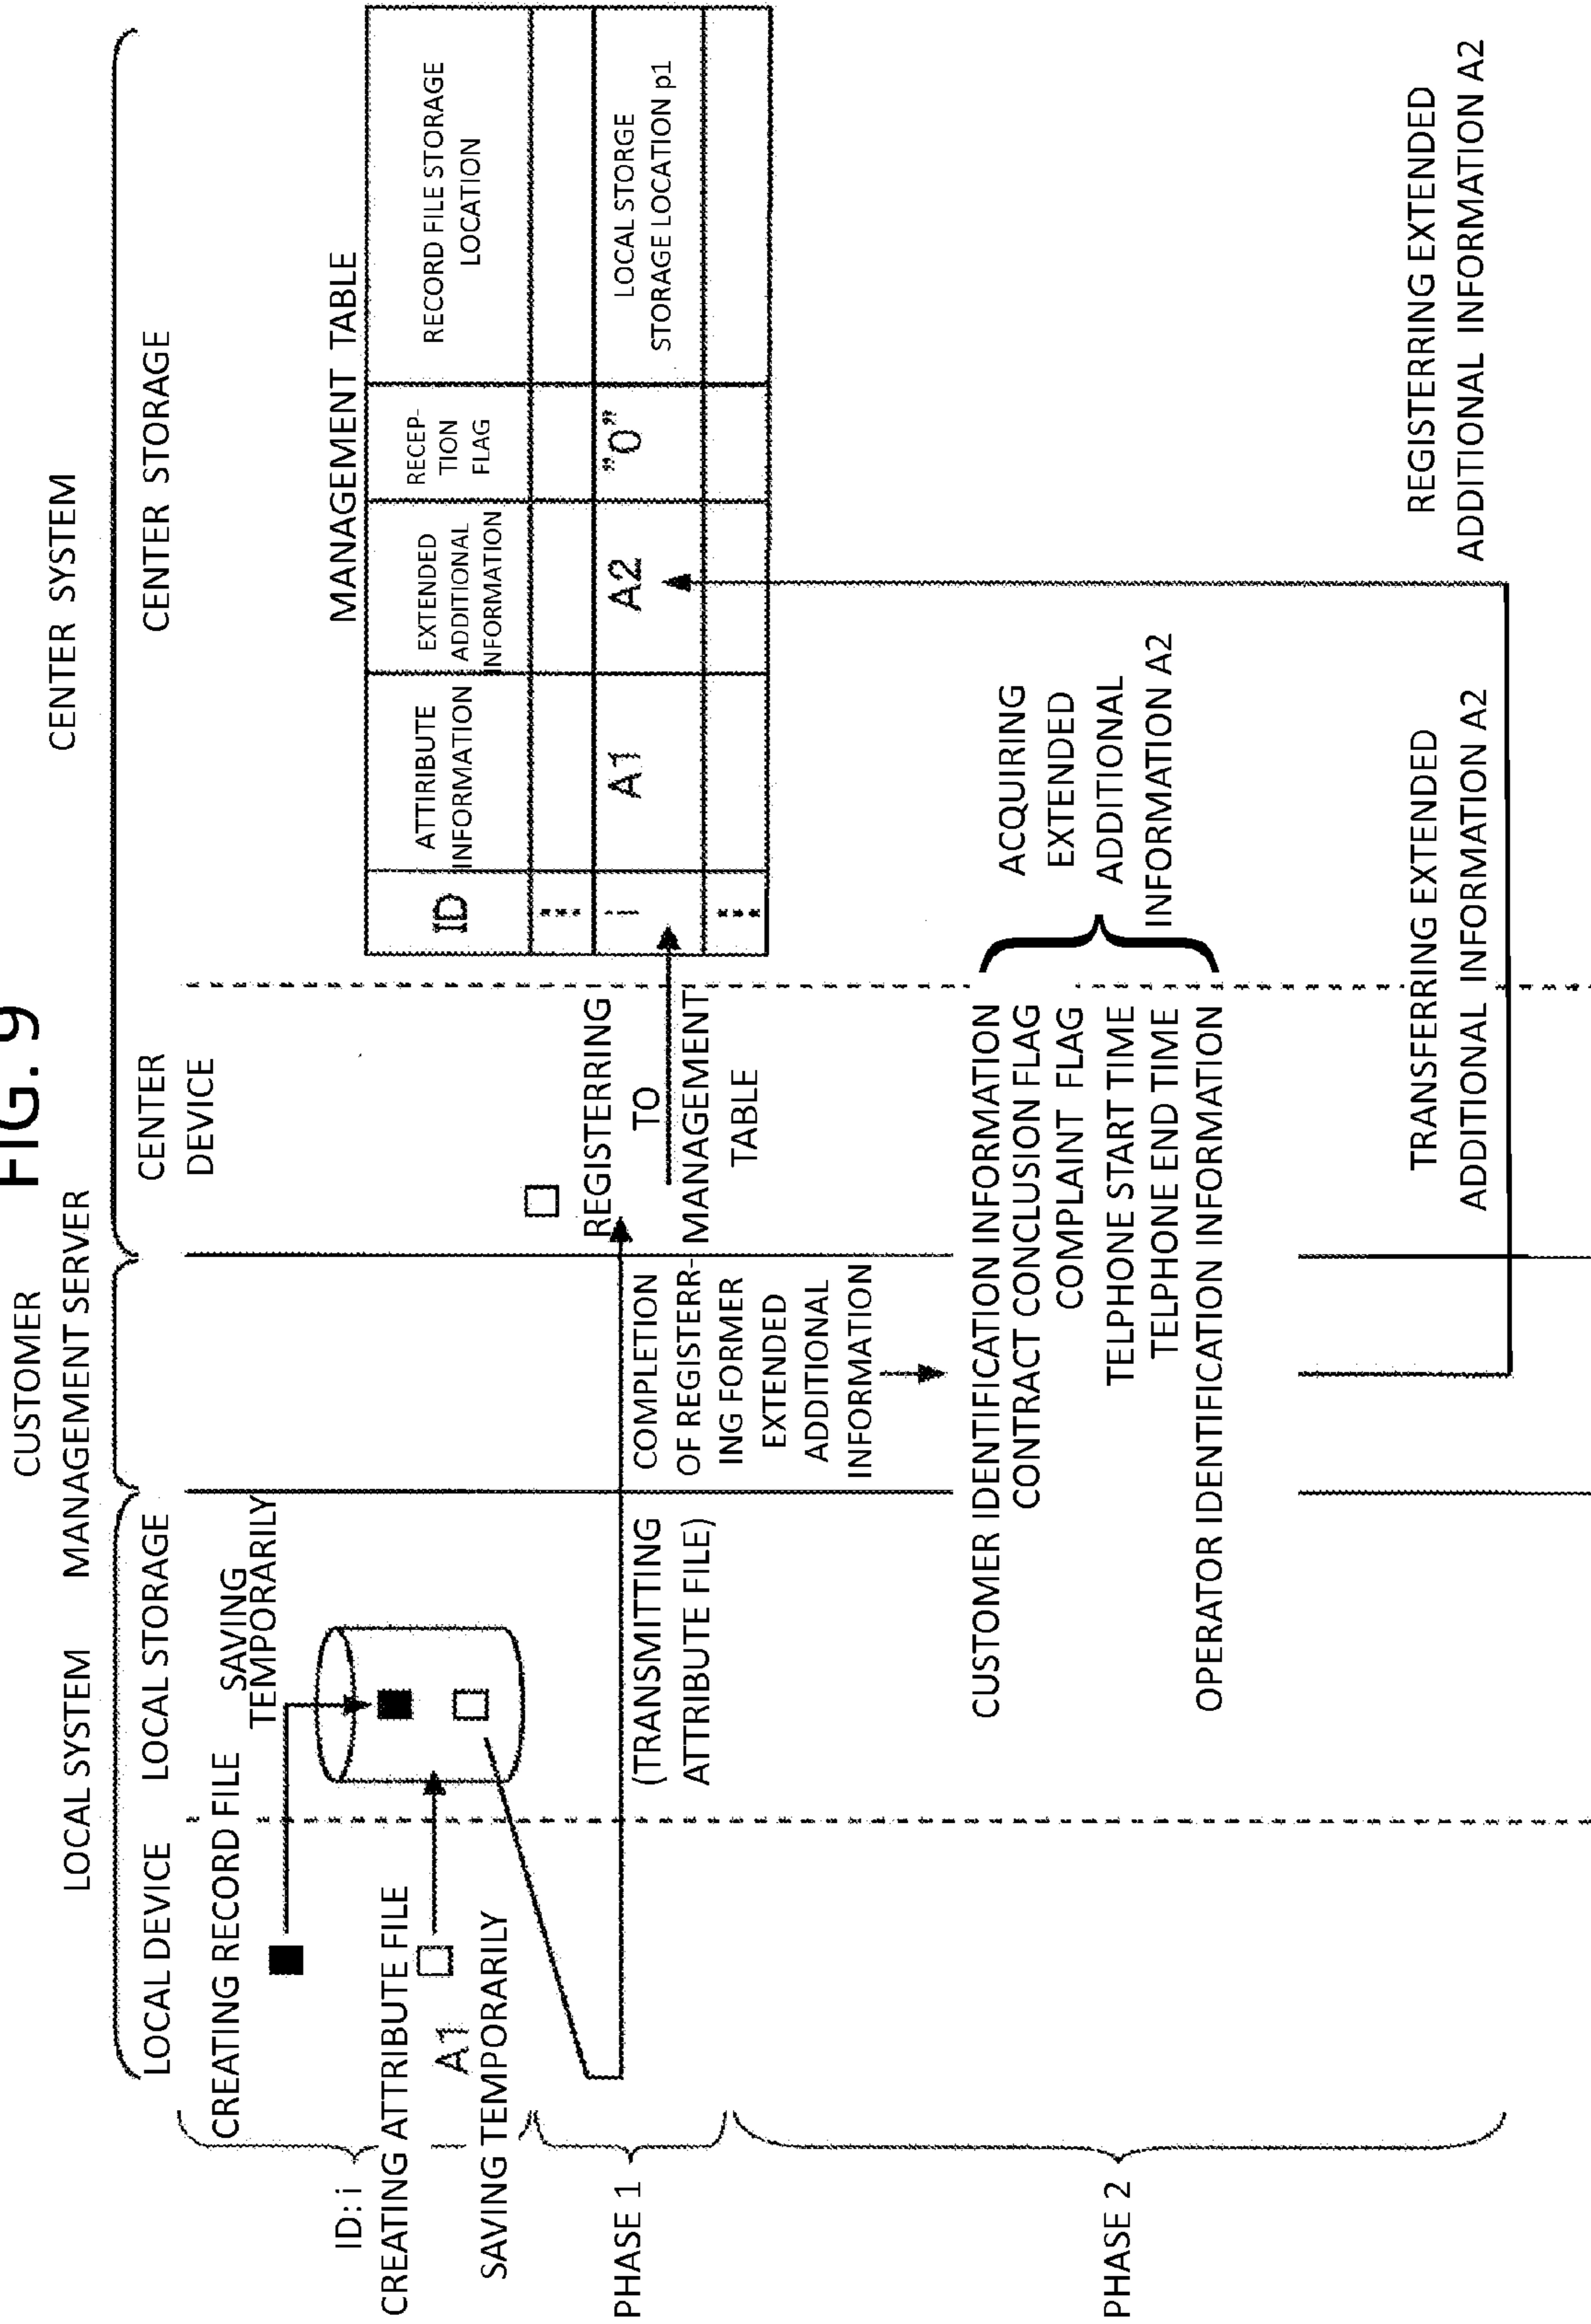 FIG. 9
LOCAL SYSTEM
CUSTOMER
MANAGEMENT SERVER
CENTER SYSTEM
LOCAL DEVICE
LOCAL STORAGE
CENTER
DEVICE
CENTER STORAGE
ID: i
CREATING RECORD FILE
SAVING
TEMPORARILY
CREATING ATTRIBUTE FILE
A1
SAVING TEMPORARILY
MANAGEMENT TABLE
ID
ATTIRIBUTE
INFORMATION
EXTENDED
ADDITIONAL
INFORMATION
RECEP-
TION
FLAG
RECORD FILE STORAGE
LOCATION
⋮
i
A1
A2
"0"
LOCAL STORGE
STORAGE LOCATION p1
⋮
PHASE 1
(TRANSMITTING
ATTRIBUTE FILE)
REGISTERRING
TO
MANAGEMENT
TABLE
COMPLETION
OF REGISTERR-
ING FORMER
EXTENDED
ADDITIONAL
INFORMATION
PHASE 2
CUSTOMER IDENTIFICATION INFORMATION
CONTRACT CONCLUSION FLAG
COMPLAINT FLAG
TELPHONE START TIME
TELPHONE END TIME
OPERATOR IDENTIFICATION INFORMATION
ACQUIRING
EXTENDED
ADDITIONAL
INFORMATION A2
TRANSFERRING EXTENDED
ADDITIONAL INFORMATION A2
REGISTERRING EXTENDED
ADDITIONAL INFORMATION A2